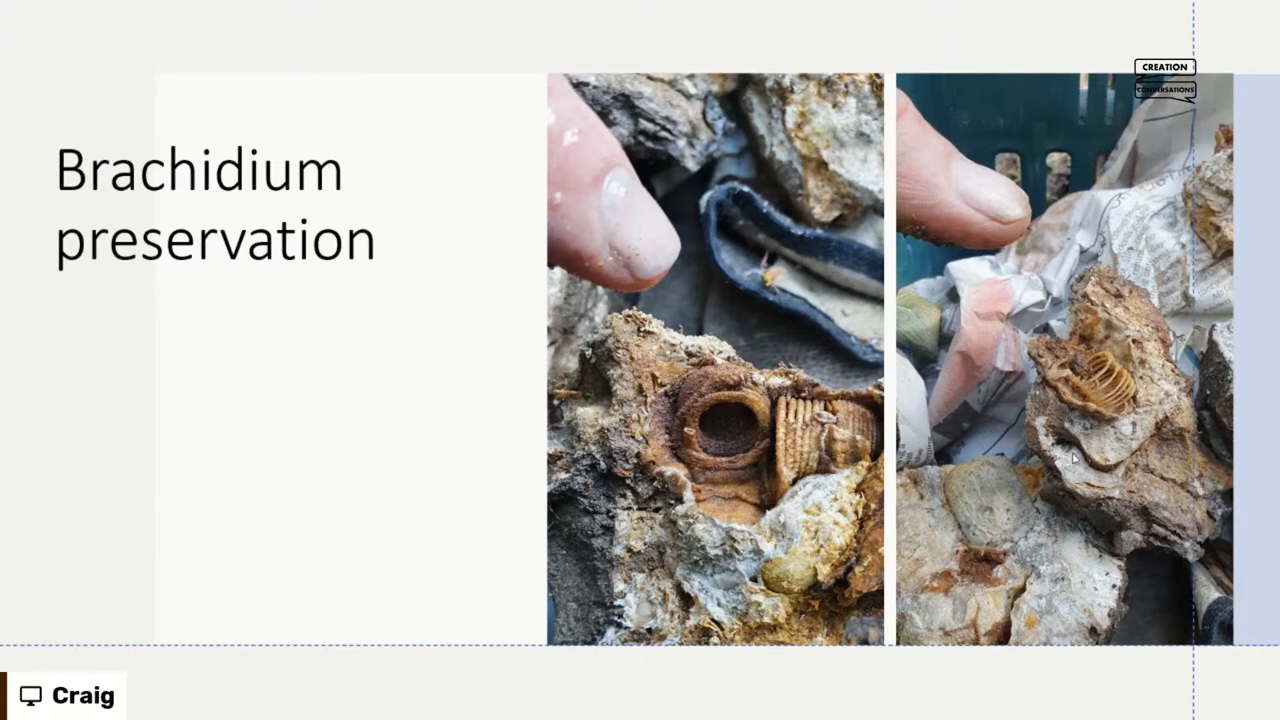 Brachidium
preservation
CREATION
CONVERSATIONS
Craig